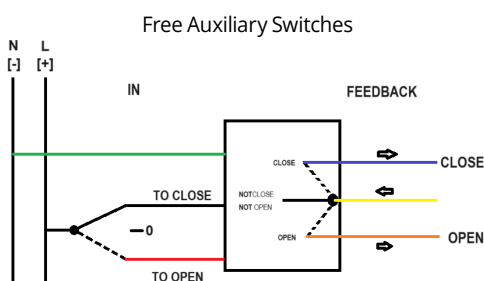 Free Auxiliary Switches
N L
[-] [+]
IN
FEEDBACK
CLOSE
CLOSE
TO CLOSE
NOTCLOSE
NOT OPEN
0
OPEN
OPEN
TO OPEN